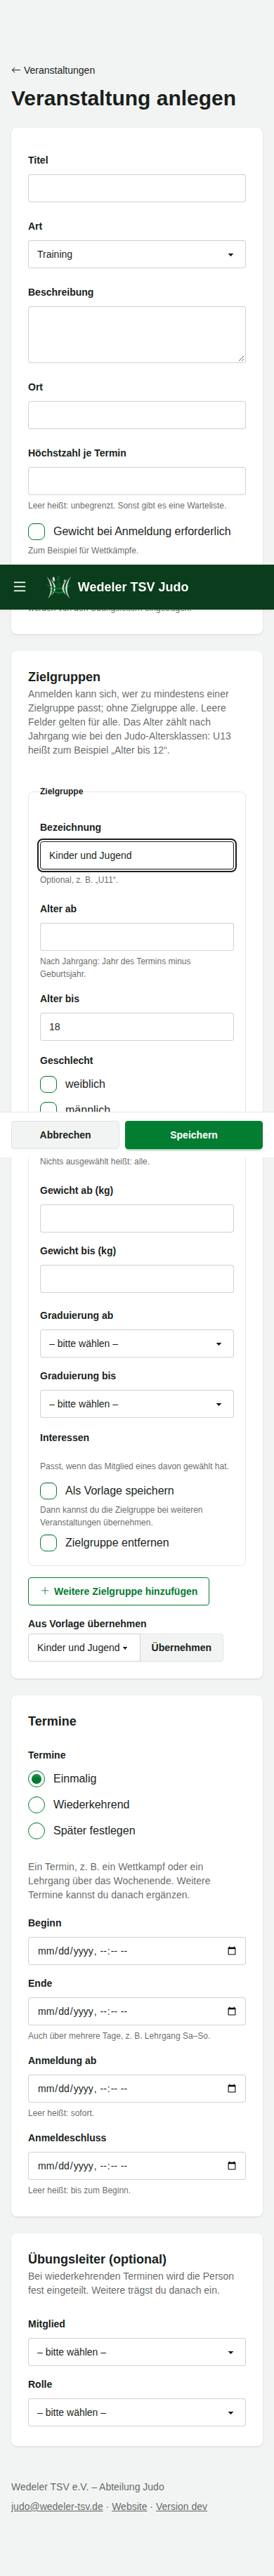 ← Veranstaltungen
Veranstaltung anlegen
Titel
Art
Training
Beschreibung
Ort
Höchstzahl je Termin
Leer heißt: unbegrenzt. Sonst gibt es eine Warteliste.
Gewicht bei Anmeldung erforderlich
Zum Beispiel für Wettkämpfe.
Wedeler TSV Judo
Zielgruppen
Anmelden kann sich, wer zu mindestens einer
Zielgruppe passt; ohne Zielgruppe alle. Leere
Felder gelten für alle. Das Alter zählt nach
Jahrgang wie bei den Judo-Altersklassen: U13
heißt zum Beispiel „Alter bis 12“.
Zielgruppe
Bezeichnung
Kinder und Jugend
Optional, z. B. „U11“.
Alter ab
Nach Jahrgang: Jahr des Termins minus
Geburtsjahr.
Alter bis
18
Geschlecht
weiblich
männlich
Abbrechen
Speichern
Nichts ausgewählt heißt: alle.
Gewicht ab (kg)
Gewicht bis (kg)
Graduierung ab
– bitte wählen –
Graduierung bis
– bitte wählen –
Interessen
Passt, wenn das Mitglied eines davon gewählt hat.
Als Vorlage speichern
Dann kannst du die Zielgruppe bei weiteren
Veranstaltungen übernehmen.
Zielgruppe entfernen
+ Weitere Zielgruppe hinzufügen
Aus Vorlage übernehmen
Kinder und Jugend
Übernehmen
Termine
Termine
Einmalig
Wiederkehrend
Später festlegen
Ein Termin, z. B. ein Wettkampf oder ein
Lehrgang über das Wochenende. Weitere
Termine kannst du danach ergänzen.
Beginn
mm/dd/yyyy, --:-- --
Ende
mm/dd/yyyy, --:-- --
Auch über mehrere Tage, z. B. Lehrgang Sa–So.
Anmeldung ab
mm/dd/yyyy, --:-- --
Leer heißt: sofort.
Anmeldeschluss
mm/dd/yyyy, --:-- --
Leer heißt: bis zum Beginn.
Übungsleiter (optional)
Bei wiederkehrenden Terminen wird die Person
fest eingeteilt. Weitere trägst du danach ein.
Mitglied
– bitte wählen –
Rolle
– bitte wählen –
Wedeler TSV e.V. – Abteilung Judo
judo@wedeler-tsv.de · Website · Version dev